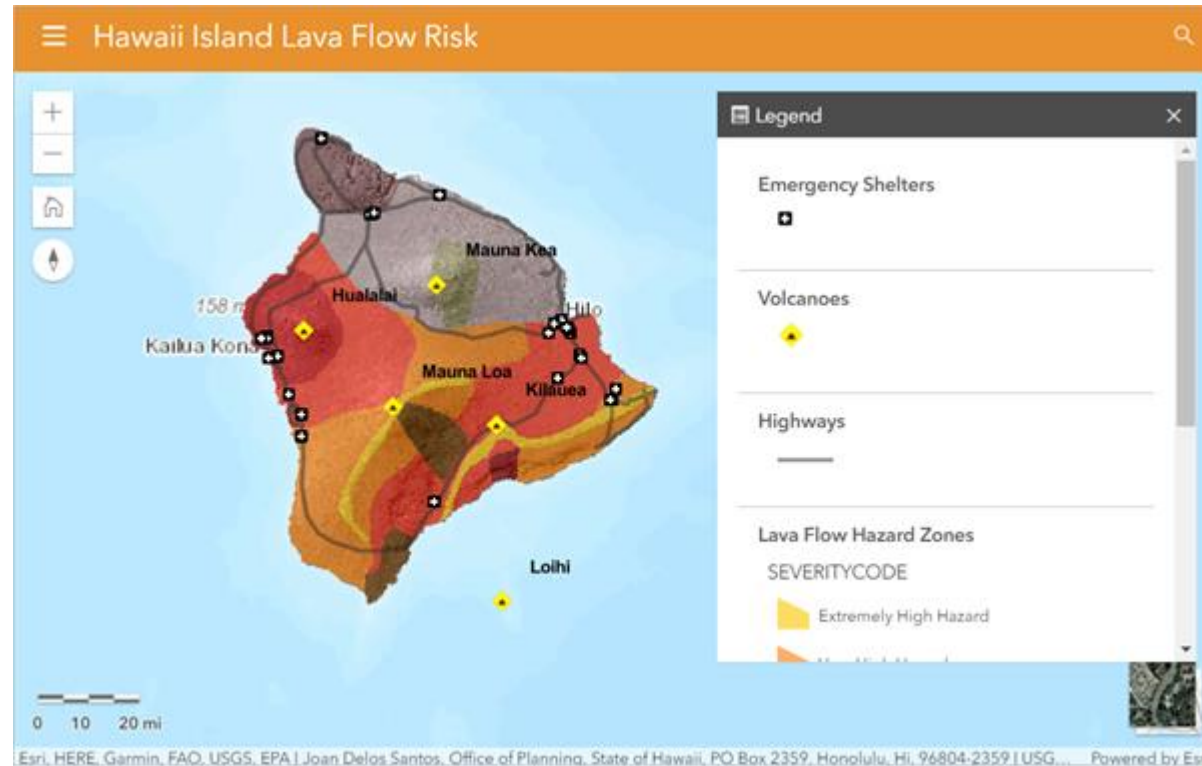 Hawaii Island Lava Flow Risk
Legend
Emergency Shelters
Volcanoes
Highways
Lava Flow Hazard Zones
SEVERITYCODE
Extremely High Hazard
Mauna Kea
Hualalai
158 m
Hilo
Kailua Kona
Mauna Loa
Kilauea
Loihi
0 10 20 mi
Esri, HERE, Garmin, FAO, USGS, EPA | Joan Delos Santos, Office of Planning, State of Hawaii, PO Box 2359, Honolulu, Hi. 96804-2359 | USG... Powered by Es